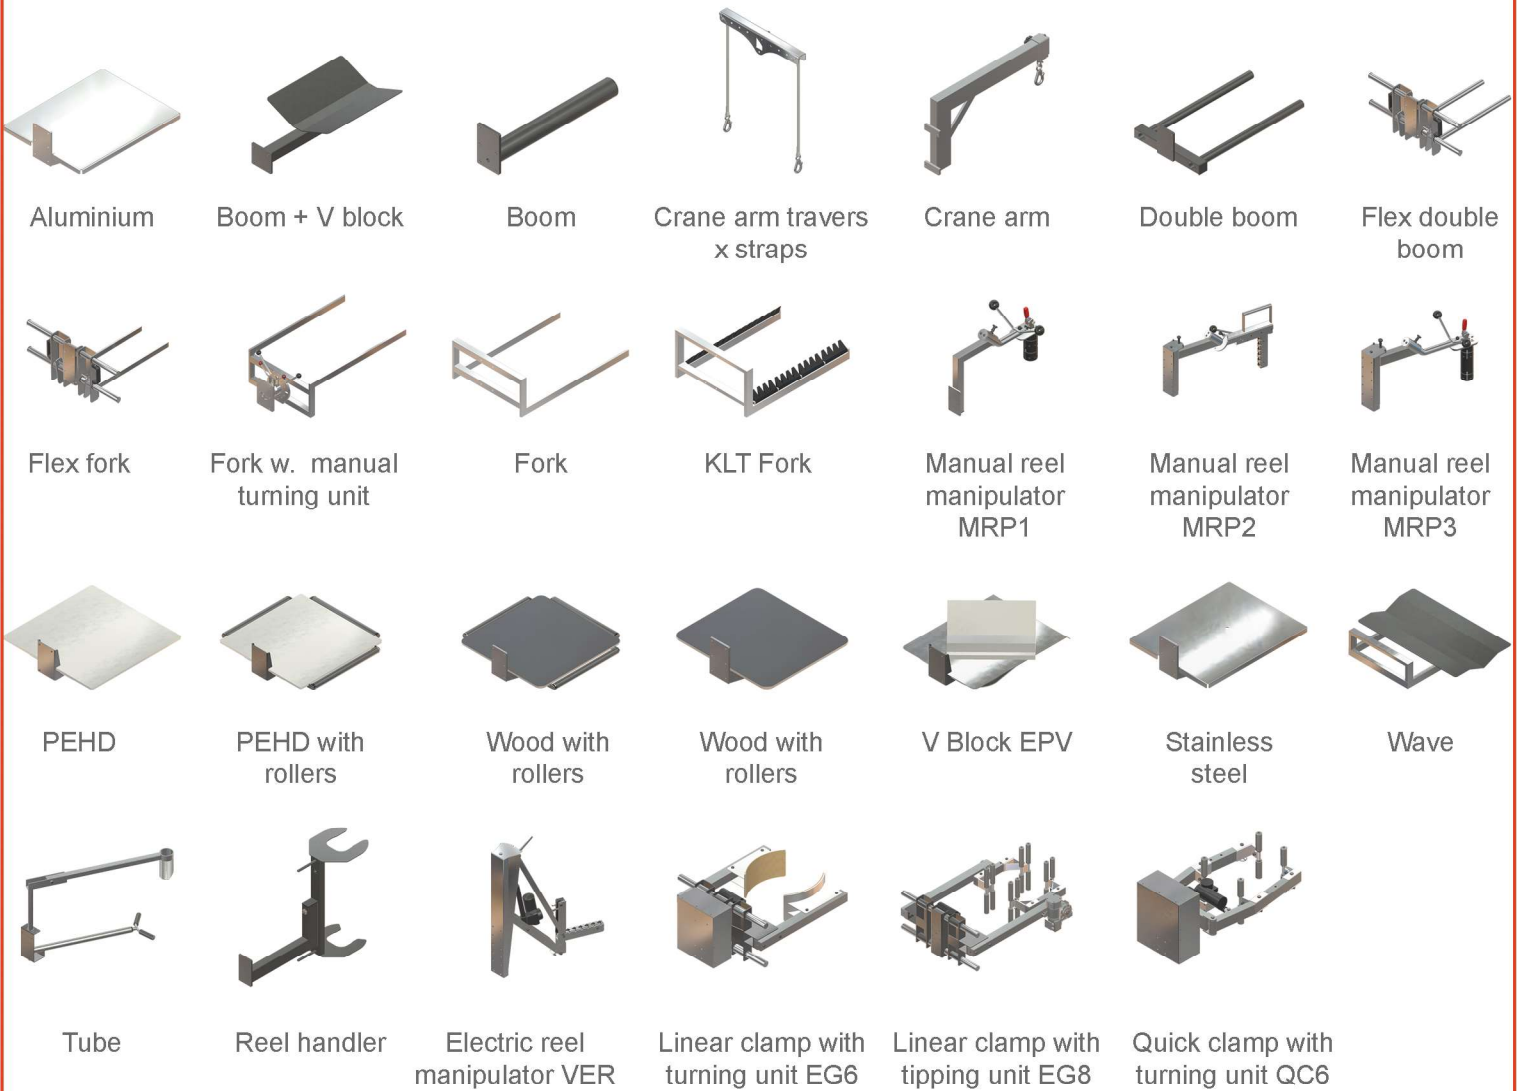 Aluminium
Boom + V block
Boom
Crane arm travers
x straps
Crane arm
Double boom
Flex double
boom
Flex fork
Fork w. manual
turning unit
Fork
KLT Fork
Manual reel
manipulator
MRP1
Manual reel
manipulator
MRP2
Manual reel
manipulator
MRP3
PEHD
PEHD with
rollers
Wood with
rollers
Wood with
rollers
V Block EPV
Stainless
steel
Wave
Tube
Reel handler
Electric reel
manipulator VER
Linear clamp with
turning unit EG6
Linear clamp with
tipping unit EG8
Quick clamp with
turning unit QC6